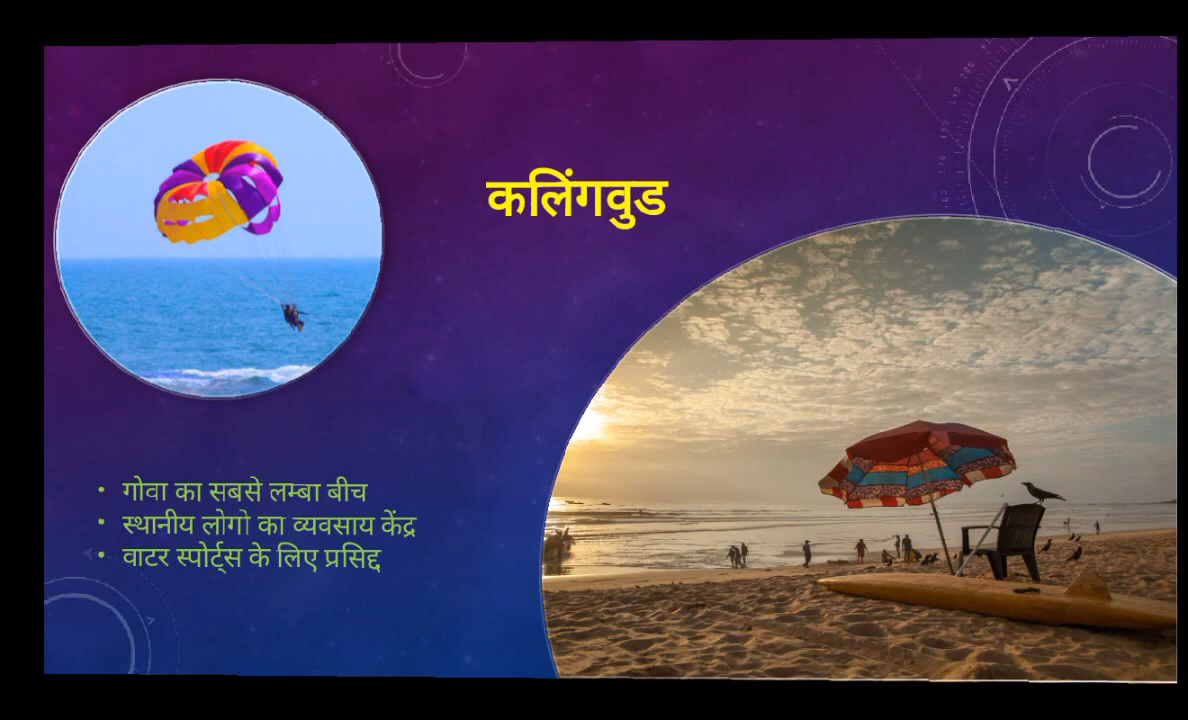 कलिंगवुड
• गोवा का सबसे लम्बा बीच
• स्थानीय लोगो का व्यवसाय केंद्र
• वाटर स्पोर्ट्स के लिए प्रसिद्द